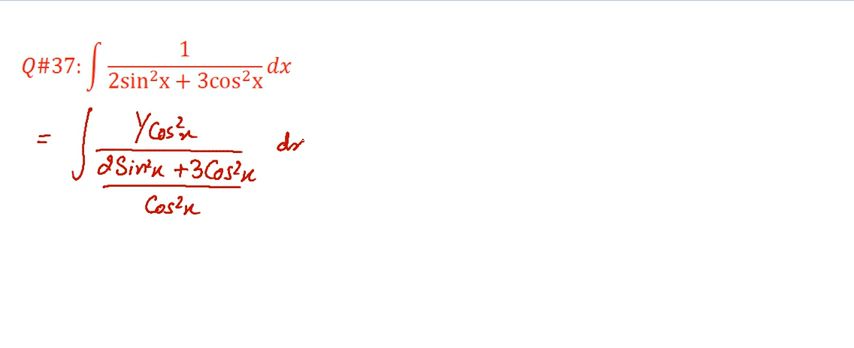 Q#37: ∫ 1/(2sin²x + 3cos²x) dx
= ∫ (1/Cos²x)/((2Sin²x + 3Cos²x)/Cos²x) dx